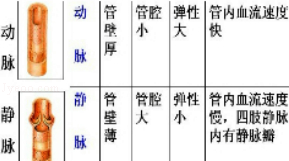 动脉
动脉
管壁厚
管腔小
弹性大
管内血流速度快
静脉
静脉
管壁薄
管腔大
弹性小
管内血流速度慢，四肢静脉内有静脉瓣